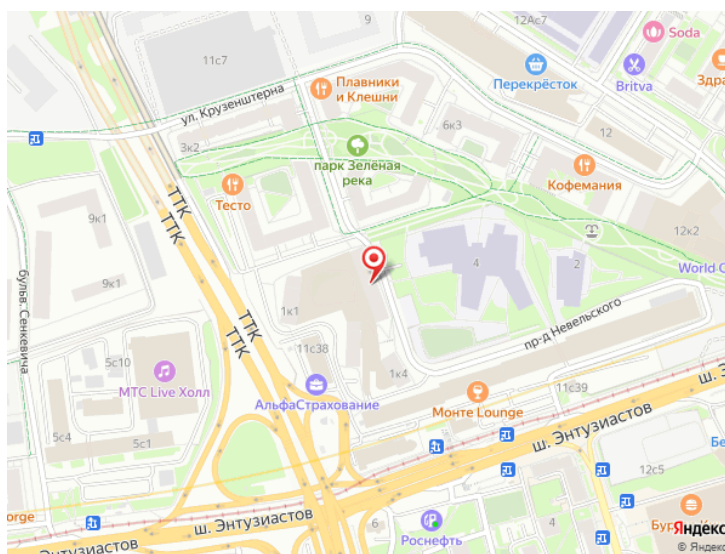 9
12Ас7
Soda
11с7
Перекрёсток
Britva
Здра
Плавники
и Клешни
ул. Крузенштерна
6к3
12
3к2
парк Зелёная
река
Кофемания
Тесто
ТТК
ТТК
9к1
9к1
12к2
4
2
World C
бульв. Сенкевича
1к1
ТТК
ТТК
пр-д Невельского
11с38
5с10
1к4
МТС Live Холл
АльфаСтрахование
11с39
ш. Э
Монте Lounge
5с4
5с1
ш. Энтузиастов
Бе
12с5
orge
ш. Энтузиастов
6
Роснефть
4
Бур
К
Яндекс
© Яндекс